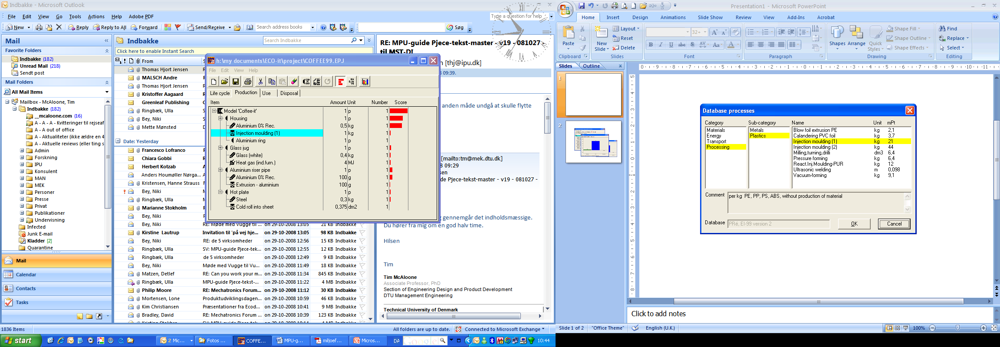 Indbakke - Microsoft Outlook
File Edit View Go Tools Actions Help Adobe PDF
Type a question for help
New Reply Reply to All Forward Send/Receive Search address books Søg
Mail
Favorite Folders
Indbakke (182)
Unread Mail (218)
Sendt post
Mail Folders
All Mail Items
Mailbox - McAloone, Tim
Indbakke (182)
__mcaloone.com (16)
A - A - A - Kvitteringer til rejseaf
A - A out of office
A - Aktualiteter (ikke ældre en 4
A - Aktuelle reviews (eller ting s
Admin
Forskning
IPU
Konsulent
MAN
MEK
Personer
Presse
Privat
Publikationer
Undervisning
Infected
Junk E-mail
Kladder [2]
Quarantine
Mail
Calendar
Contacts
Tasks
1836 Items
Indbakke
Search Indbakke
Click here to enable Instant Search
From
Thomas Hjort Jensen
MALSCH Andre
Thomas Hjort Jensen
Kristoffer Aagaard
Greenleaf Publishing
Ringbæk, Ulla
Bey, Niki
Mette Mønsted
Date: Yesterday
Francesco Lofranco
Chiara Gobbi
Herbert Kotzab
Anders Houmøller Nørga...
Kristensen, Hanne Strauss
Bey, Niki
Ringbæk, Ulla
Marianne Stokholm
Bey, Niki
Bey, Niki RE: Møde med Vugge til ... on 29-10-2008 13:05 21 KB Indbakke
Kirstine Lautrup Invitation til 'på vej hje... on 29-10-2008 13:05 98 KB Indbakke
Bey, Niki RE: de 5 virksomheder on 29-10-2008 12:56 15 KB Indbakke
Ringbæk, Ulla SV: MPU-guide Pjece-tek... on 29-10-2008 12:55 12 KB Indbakke
Ringbæk, Ulla de 5 virksomheder on 29-10-2008 12:49 9 KB Indbakke
Bey, Niki Møde med Vugge til Vu... on 29-10-2008 11:49 18 KB Indbakke
Matzen, Detlef RE: Can you work your m... on 29-10-2008 11:34 845 KB Indbakke
Ringbæk, Ulla MPU-guide Pjece-tekst-... on 29-10-2008 11:22 4 MB Indbakke
Philip Moore RE: Mechatronics Forum... on 29-10-2008 11:12 30 KB Indbakke
Mortensen, Lone Produktudviklingsdagen... on 29-10-2008 10:59 46 KB Indbakke
Kim Christiansen Præsentationer fra Ecod... on 29-10-2008 10:41 9 MB Indbakke
Bradley, David RE: Mechatronics Forum ... on 29-10-2008 10:39 123 KB Indbakke
RE: MPU-guide Pjece-tekst-master - v19 - 081027 -
til MST-DI
[thj@ipu.dk]
09:39.
anden måde undgå at skulle flytte
[mailto:tm@mek.dtu.dk]
09:29
de Pjece-tekst-master - v19 - 081027 -
gennemgår det indholdsmæssige.
Du hører fra mig om en god halv time.
Hilsen
Tim
Tim McAloone
Associate Professor, PhD
Section of Engineering Design and Product Development
DTU Management Engineering
Technical University of Denmark
All folders are up to date. Connected to Microsoft Exchange
h:\my documents\ECO-it\project\COFFEE99.EPJ
File Edit View Help
Life cycle Production Use Disposal
Item Amount Unit Number Score
Model 'Coffee-it' 1 p 1
Housing 1 p 1
Aluminium 0% Rec. 0,5 kg 1
Injection moulding (1) 1 kg 1
Aluminium ring 1 p 1
Glass jug 1 p 1
Glass (white) 0,4 kg 1
Heat gas (ind.furn.) 4 MJ 1
Aluminium riser pipe 1 p 1
Aluminium 0% Rec. 100 g 1
Extrusion - aluminium 100 g 1
Hot plate 1 p 1
Steel 0,3 kg 1
Cold roll into sheet 0,375 dm2 1
start 2 Mic... Fotos ... COFFE... MPU-g... miljoef... Micros... DA Google 10:44
Presentation1 - Microsoft PowerPoint
Home Insert Design Animations Slide Show Review View Add-Ins Acrobat
Paste
New
Slide
Layout
Reset
Delete
32
B I U abc S AV Aa A
Shapes Arrange Quick
Styles
Shape Fill
Shape Outline
Shape Effects
Find
Replace
Select
Clipboard Slides Font Paragraph Drawing Editing
Slides Outline
1
2
Database processes
Category Sub-category Name Unit mPt
Materials
Energy
Transport
Processing
Metals
Plastics
Blow foil extrusion PE kg 2,1
Calandering PVC foil kg 3,7
Injection moulding (1) kg 21
Injection moulding (2) kg 44
Milling,turning,drilli dm3 6,4
Pressure forming kg 6,4
React.Inj.Moulding-PUR kg 12
Ultrasonic welding m 0,098
Vacuum-forming kg 9,1
Comment per kg PE, PP, PS, ABS, without production of material
Database PRé, EI-99 version 2 OK Cancel
Click to add notes
Slide 1 of 2 "Office Theme" English (U.K.) 100%